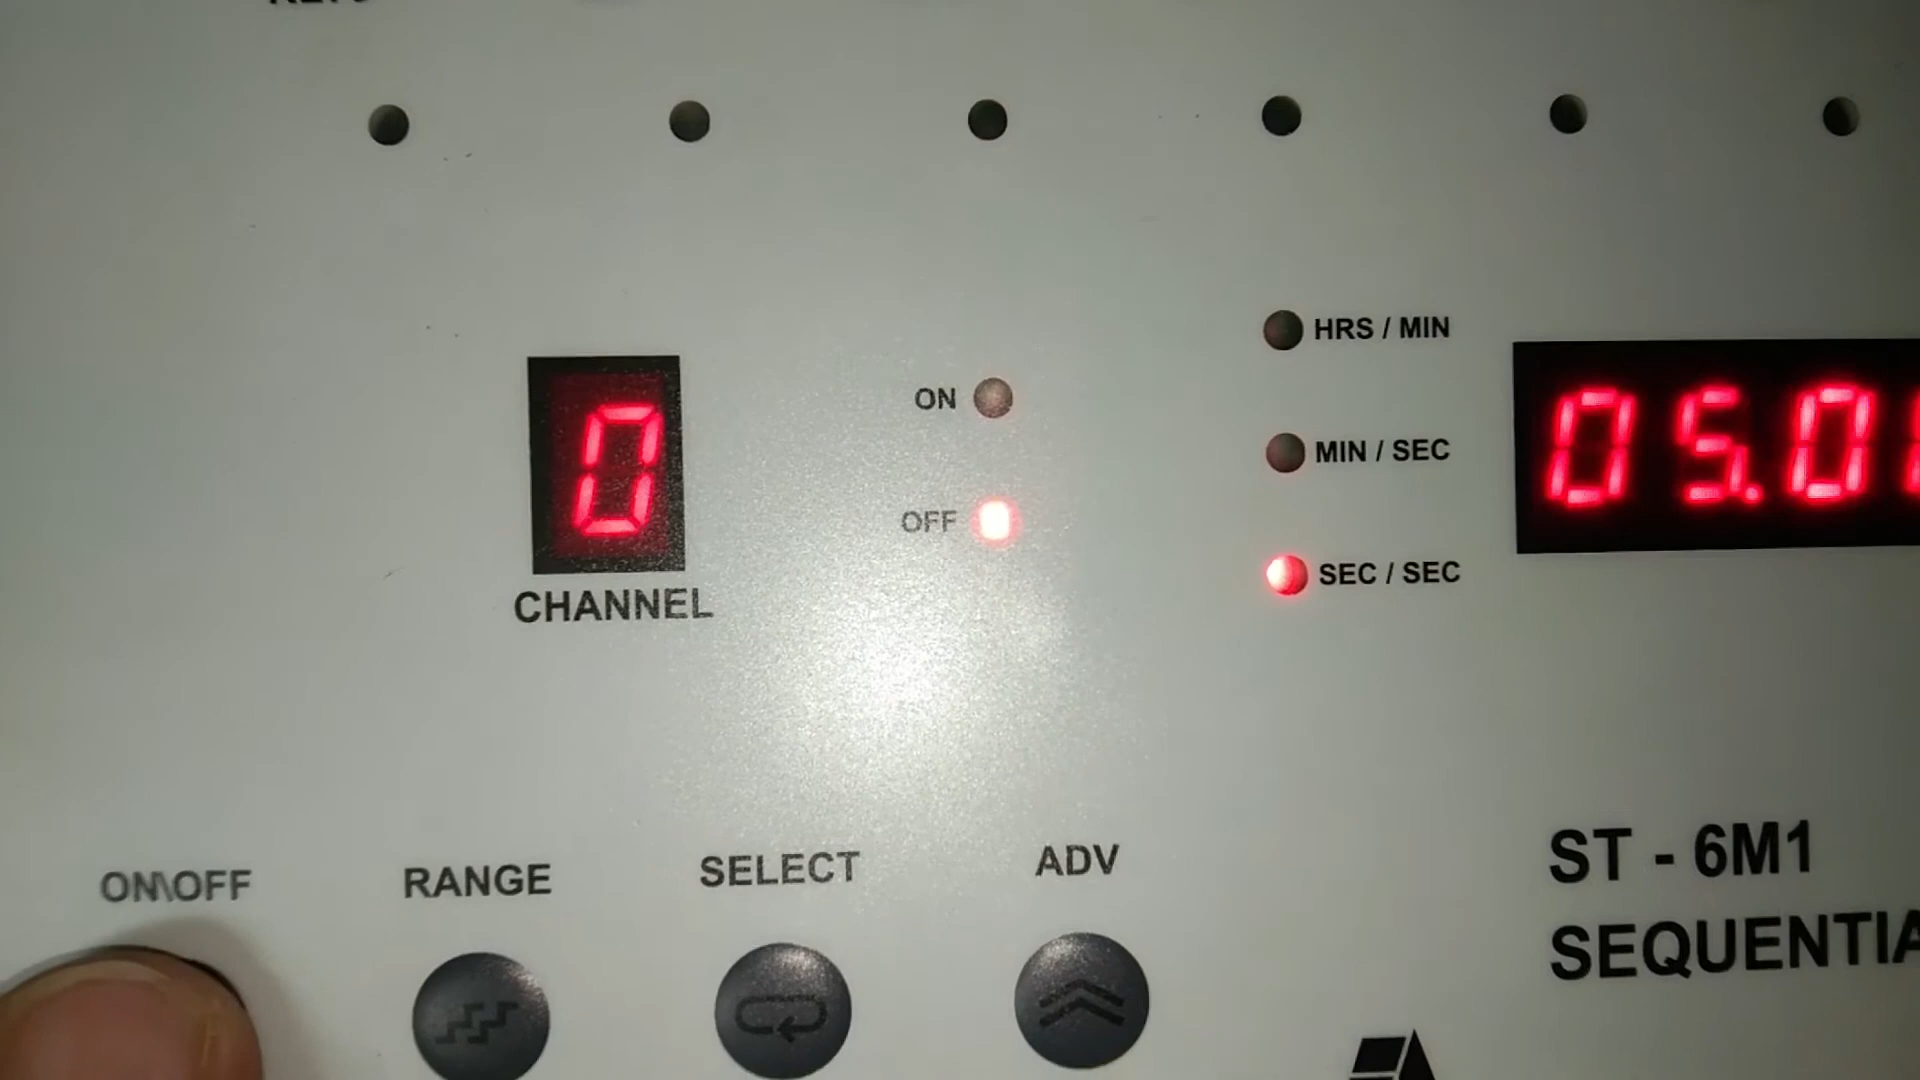 HRS / MIN
ON
MIN / SEC
0
05.0
OFF
SEC / SEC
CHANNEL
ON\OFF
RANGE
SELECT
ADV
ST - 6M1